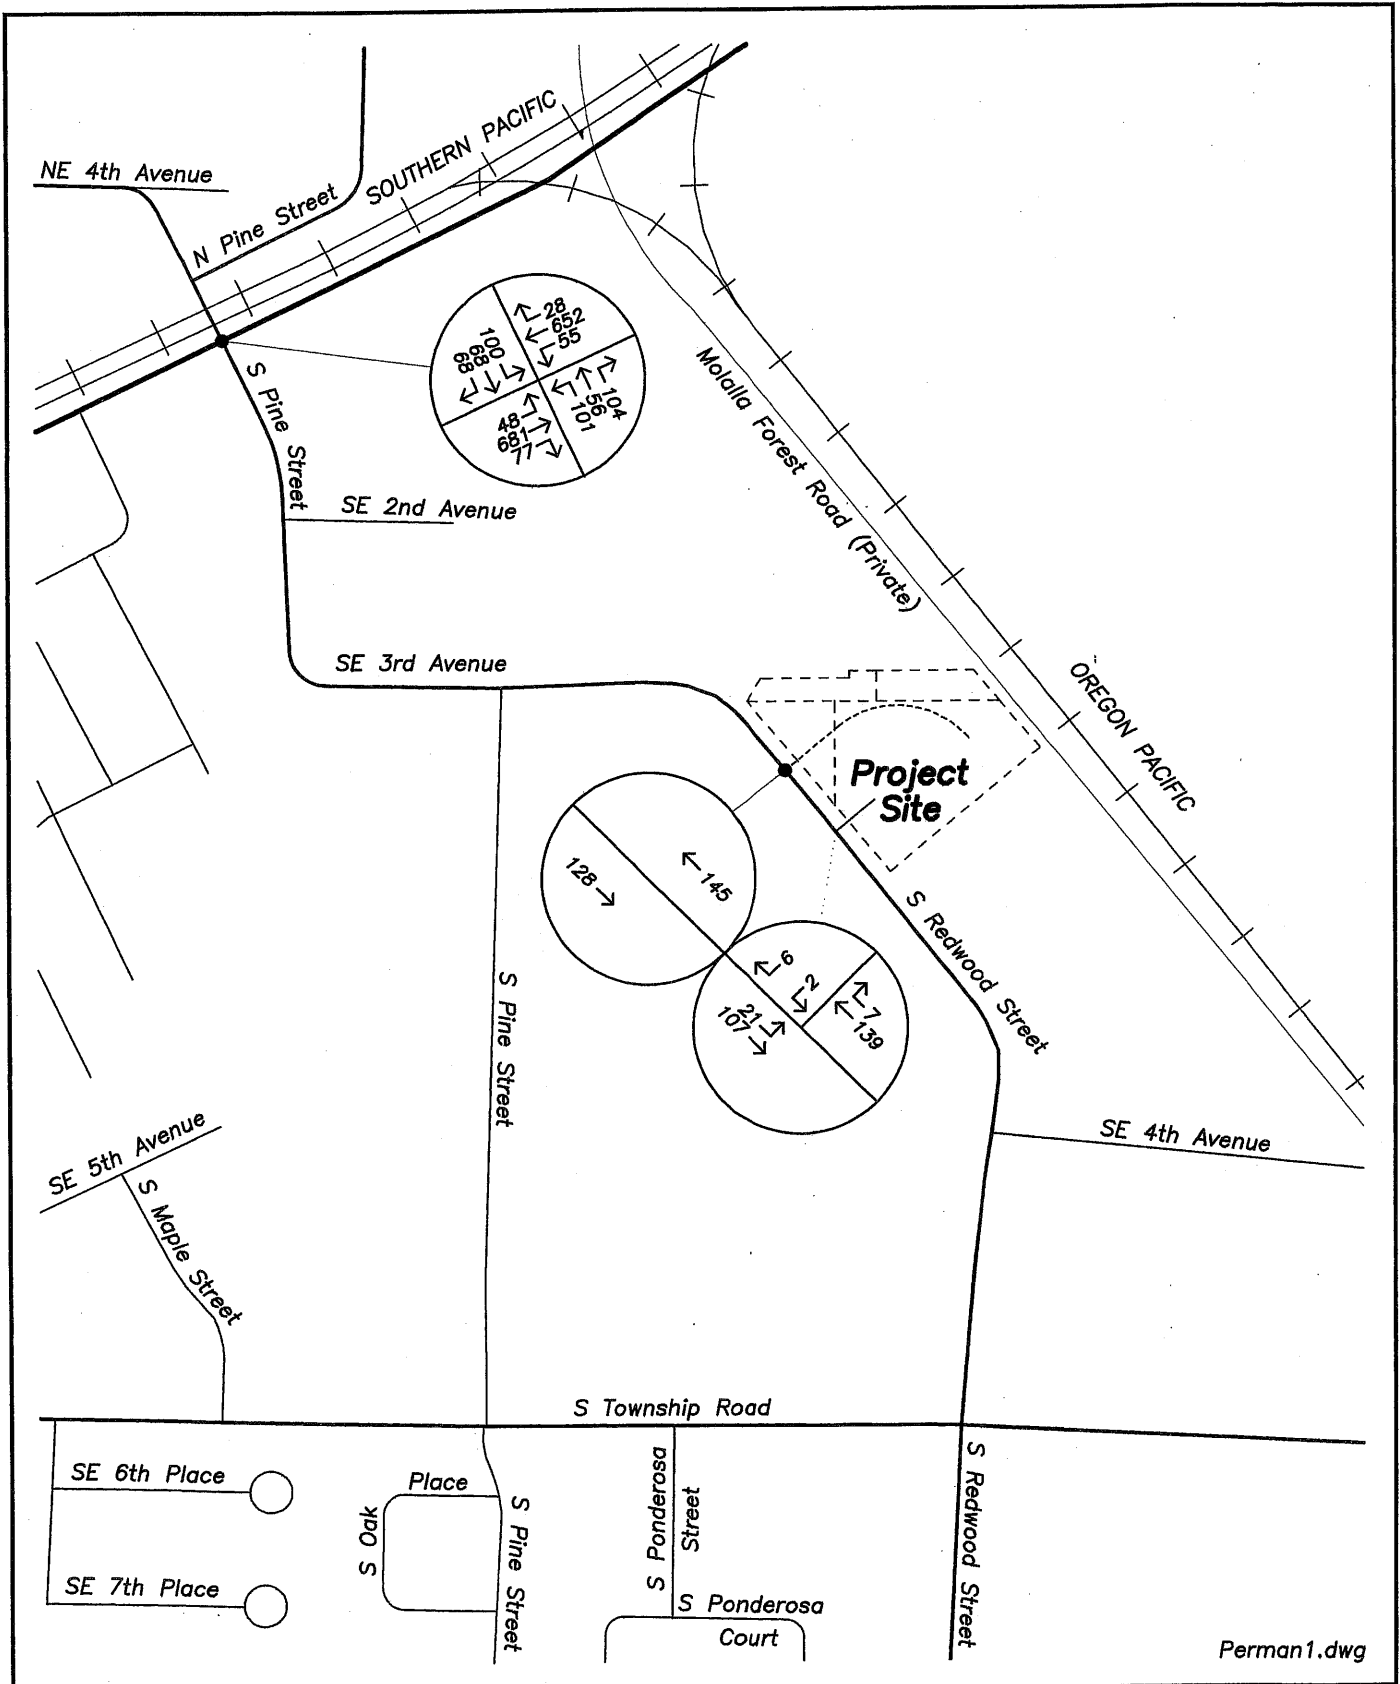 NE 4th Avenue
N Pine Street
SOUTHERN PACIFIC
28
652
55
100
68
68
104
56
101
48
681
77
S Pine Street
SE 2nd Avenue
Molalla Forest Road (Private)
SE 3rd Avenue
OREGON PACIFIC
Project
Site
128
145
S Redwood Street
6
2
21
107
7
139
S Pine Street
SE 4th Avenue
SE 5th Avenue
S Maple Street
S Township Road
SE 6th Place
Place
S Oak
S Pine Street
S Ponderosa
Street
S Redwood Street
SE 7th Place
S Ponderosa
Court
Perman1.dwg